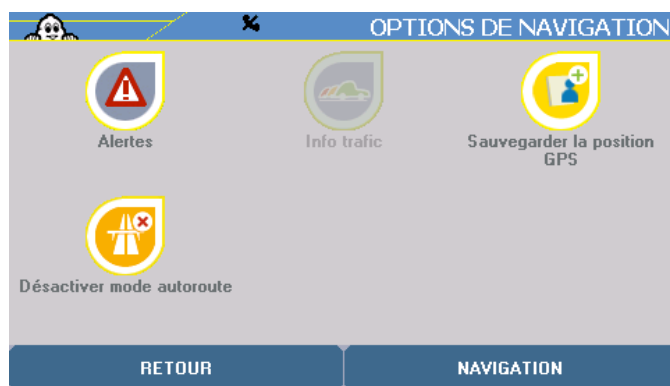 OPTIONS DE NAVIGATION
Alertes
Info trafic
Sauvegarder la position
GPS
Désactiver mode autoroute
RETOUR
NAVIGATION